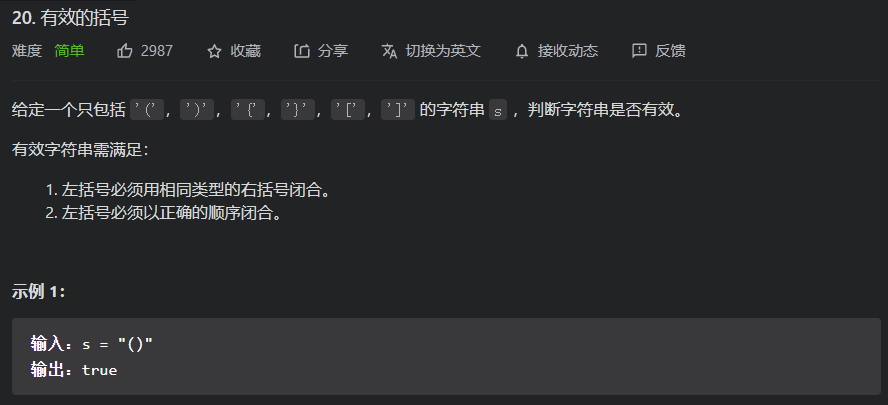 20. 有效的括号
难度 简单 2987 收藏 分享 切换为英文 接收动态 反馈
给定一个只包括 '(', ')', '{', '}', '[', ']' 的字符串 s ，判断字符串是否有效。
有效字符串需满足：
1. 左括号必须用相同类型的右括号闭合。
2. 左括号必须以正确的顺序闭合。
示例 1：
输入：s = "()"
输出：true